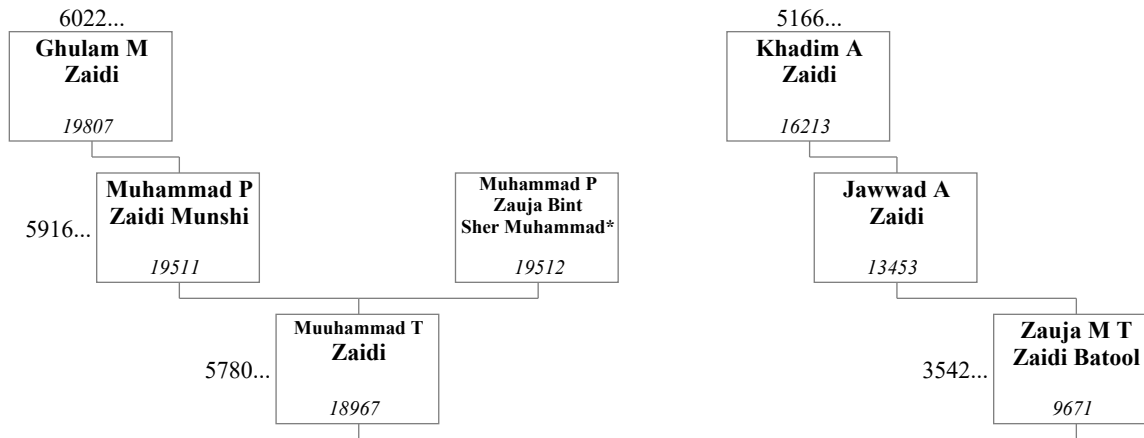 6022...
Ghulam M
Zaidi
19807
5166...
Khadim A
Zaidi
16213
5916...
Muhammad P
Zaidi Munshi
19511
Muhammad P
Zauja Bint
Sher Muhammad*
19512
Jawwad A
Zaidi
13453
5780...
Muuhammad T
Zaidi
18967
3542...
Zauja M T
Zaidi Batool
9671